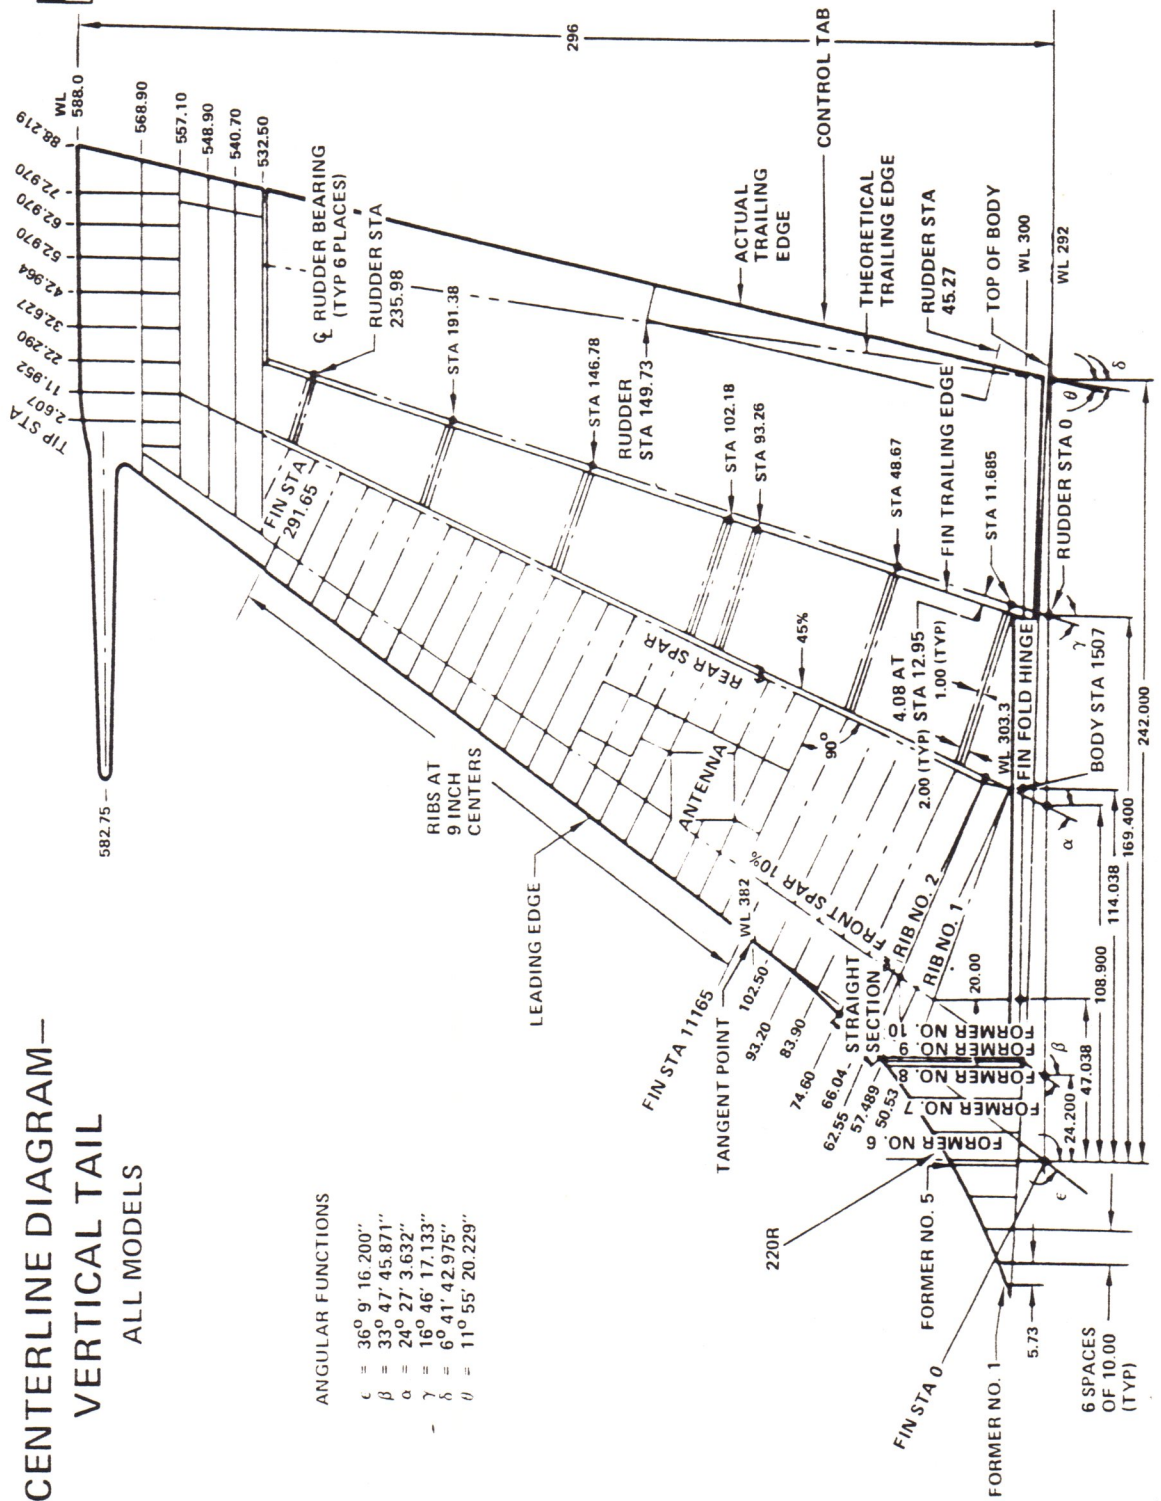 CENTERLINE DIAGRAM—
VERTICAL TAIL
ALL MODELS
ANGULAR FUNCTIONS
ϵ = 36° 9' 16.200"
β = 33° 47' 45.871"
α = 24° 27' 3.632"
γ = 16° 46' 17.133"
δ = 6° 41' 42.975"
θ = 11° 55' 20.229"
TIP STA
2.607
11.952
22.290
32.627
42.964
52.970
62.970
72.970
88.219
WL
588.0
568.90
557.10
548.90
540.70
532.50
296
582.75
RIBS AT
9 INCH
CENTERS
FIN STA
291.65
℄ RUDDER BEARING
(TYP 6 PLACES)
RUDDER STA
235.98
STA 191.38
STA 146.78
RUDDER
STA 149.73
STA 102.18
STA 93.26
STA 48.67
FIN TRAILING EDGE
STA 11.685
RUDDER STA 0
CONTROL TAB
ACTUAL
TRAILING
EDGE
THEORETICAL
TRAILING EDGE
RUDDER STA
45.27
TOP OF BODY
WL 300
WL 292
LEADING EDGE
REAR SPAR
45%
90°
ANTENNA
FRONT SPAR 10%
4.08 AT
STA 12.95
2.00 (TYP)
1.00 (TYP)
WL 303.3
FIN FOLD HINGE
BODY STA 1507
FIN STA 11165
TANGENT POINT
WL 382
102.50
93.20
83.90
74.60
66.04
62.55
57.489
50.53
STRAIGHT
SECTION
RIB NO. 2
RIB NO. 1
20.00
FORMER NO. 10
FORMER NO. 9
FORMER NO. 8
FORMER NO. 7
FORMER NO. 6
FORMER NO. 5
220R
FIN STA 0
FORMER NO. 1
5.73
6 SPACES
OF 10.00
(TYP)
24.200
47.038
108.900
114.038
169.400
242.000
ϵ
β
α
γ
θ
δ